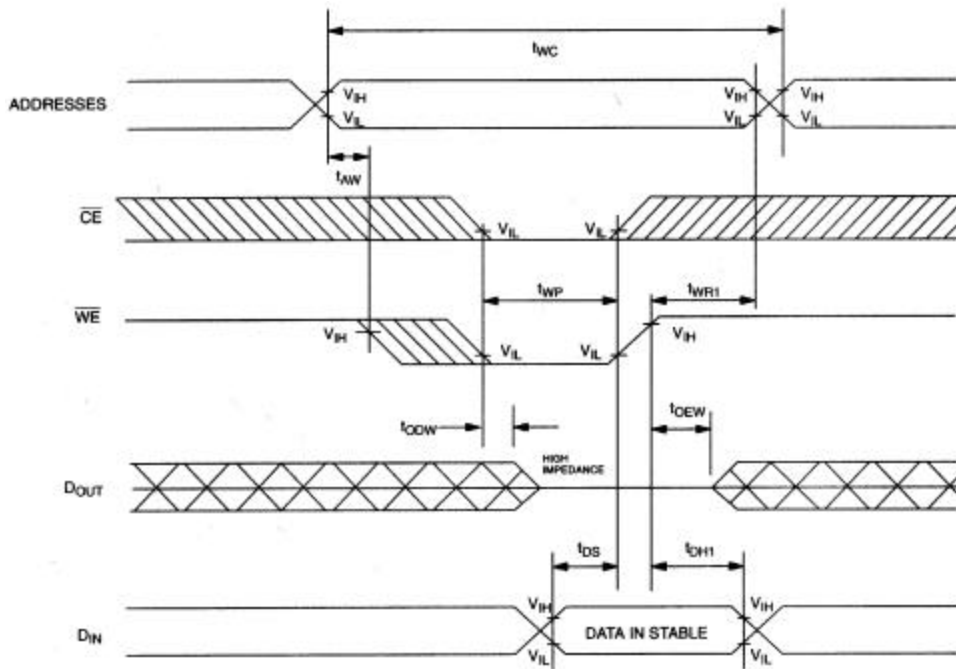 tWC
ADDRESSES
VIH VIH VIH
VIL VIL VIL
tAW
CE
VIL VIL
tWP tWR1
WE
VIH VIH
VIL VIL
tODW tOEW
HIGH
IMPEDANCE
DOUT
tDS tDH1
VIH VIH
DIN DATA IN STABLE
VIL VIL